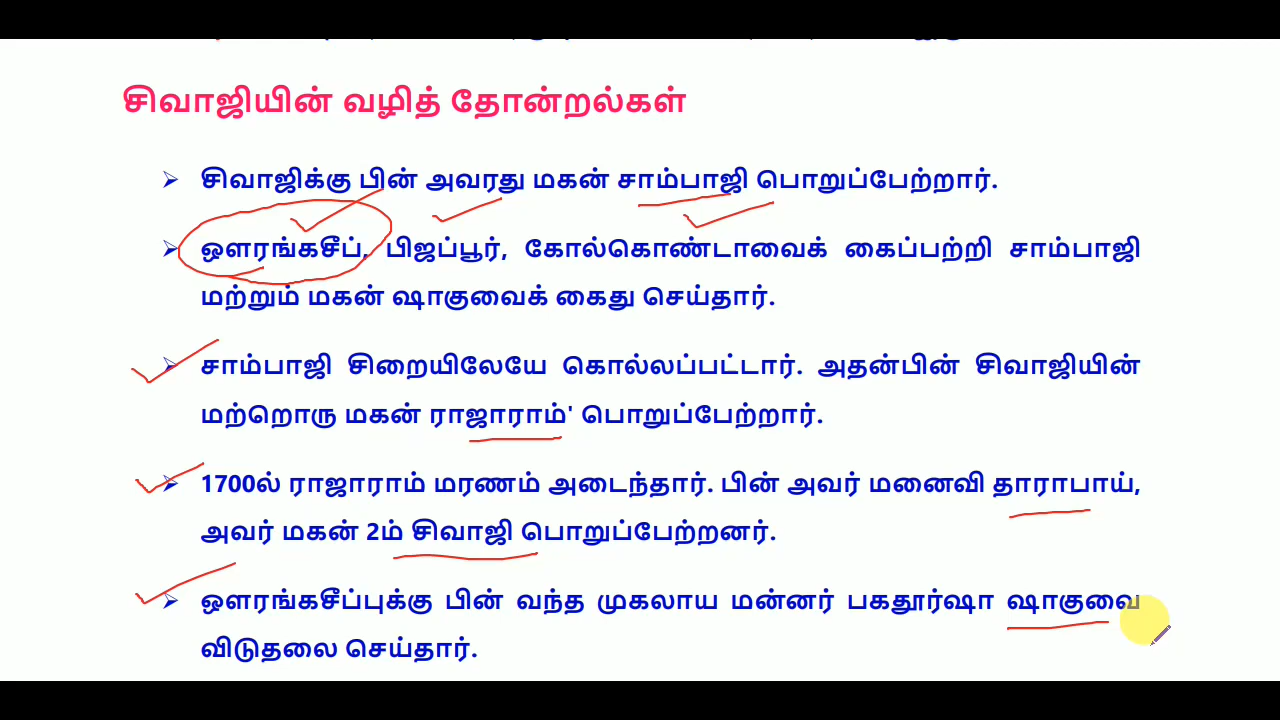 சிவாஜியின் வழித் தோன்றல்கள்
சிவாஜிக்கு பின் அவரது மகன் சாம்பாஜி பொறுப்பேற்றார்.
ஔரங்கசீப், பிஜப்பூர், கோல்கொண்டாவைக் கைப்பற்றி சாம்பாஜி
மற்றும் மகன் ஷாகுவைக் கைது செய்தார்.
சாம்பாஜி சிறையிலேயே கொல்லப்பட்டார். அதன்பின் சிவாஜியின்
மற்றொரு மகன் ராஜாராம்' பொறுப்பேற்றார்.
1700ல் ராஜாராம் மரணம் அடைந்தார். பின் அவர் மனைவி தாராபாய்,
அவர் மகன் 2ம் சிவாஜி பொறுப்பேற்றனர்.
ஔரங்கசீப்புக்கு பின் வந்த முகலாய மன்னர் பகதூர்ஷா ஷாகுவை
விடுதலை செய்தார்.